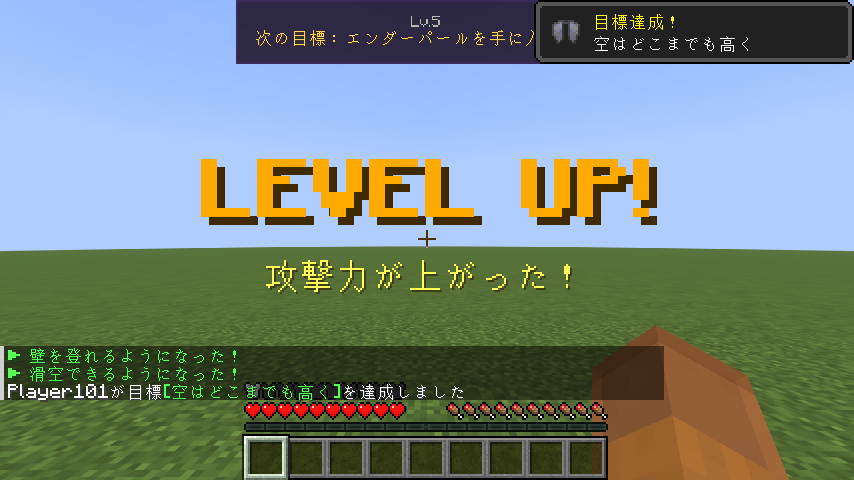 Lv.5
次の目標：エンダーパールを手に
目標達成！
空はどこまでも高く
LEVEL UP!
攻撃力が上がった！
▶ 壁を登れるようになった！
▶ 滑空できるようになった！
Player101が目標[空はどこまでも高く]を達成しました